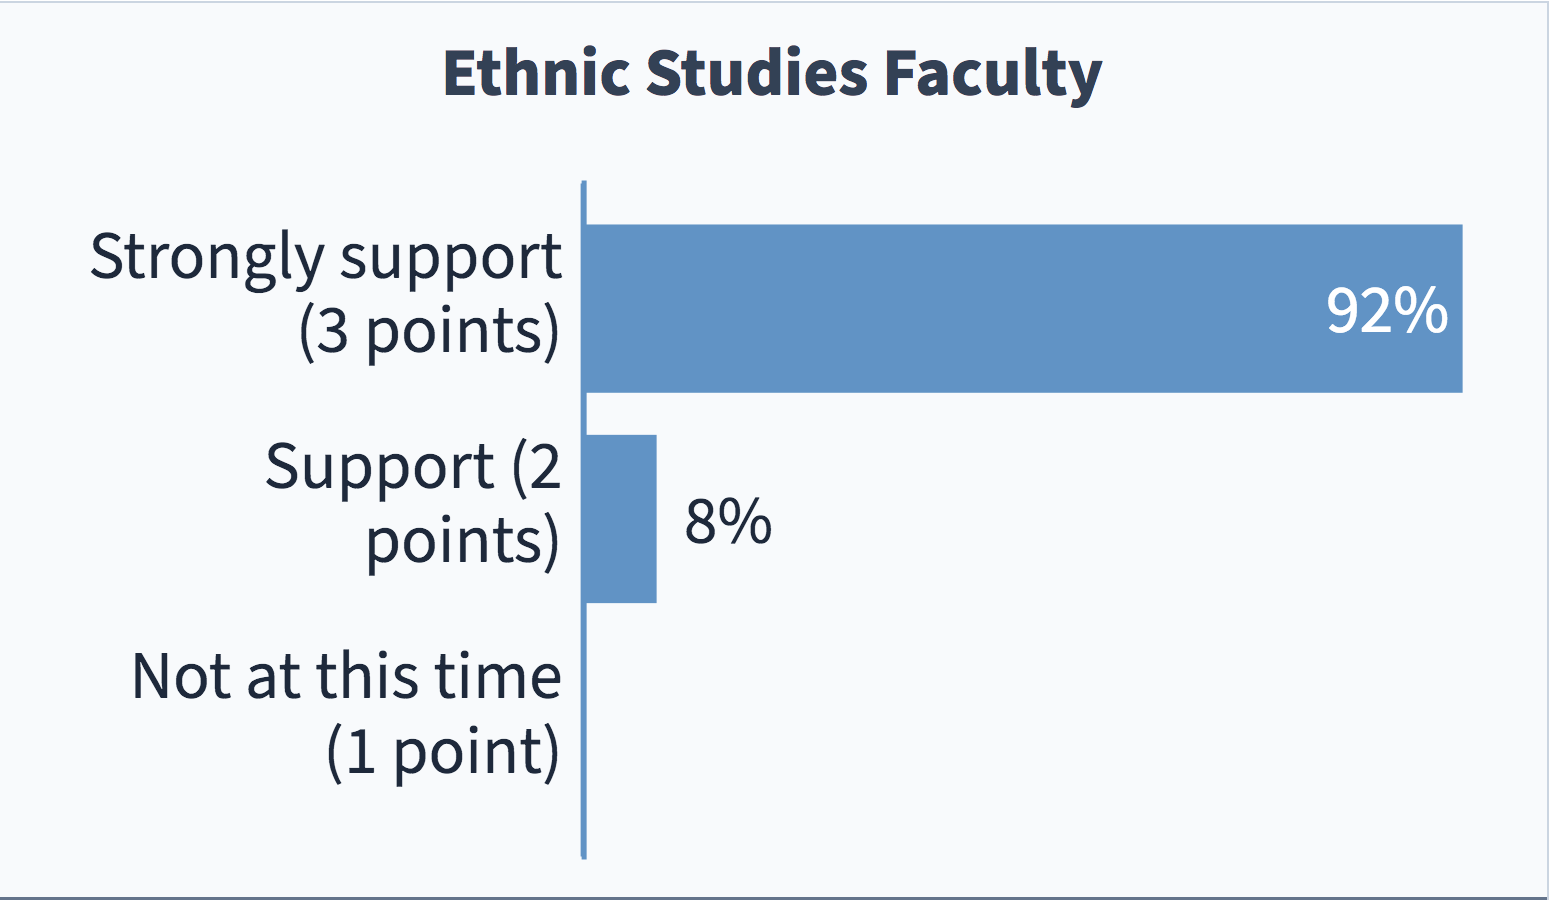 Ethnic Studies Faculty
Strongly support
(3 points)
92%
Support (2
points)
8%
Not at this time
(1 point)